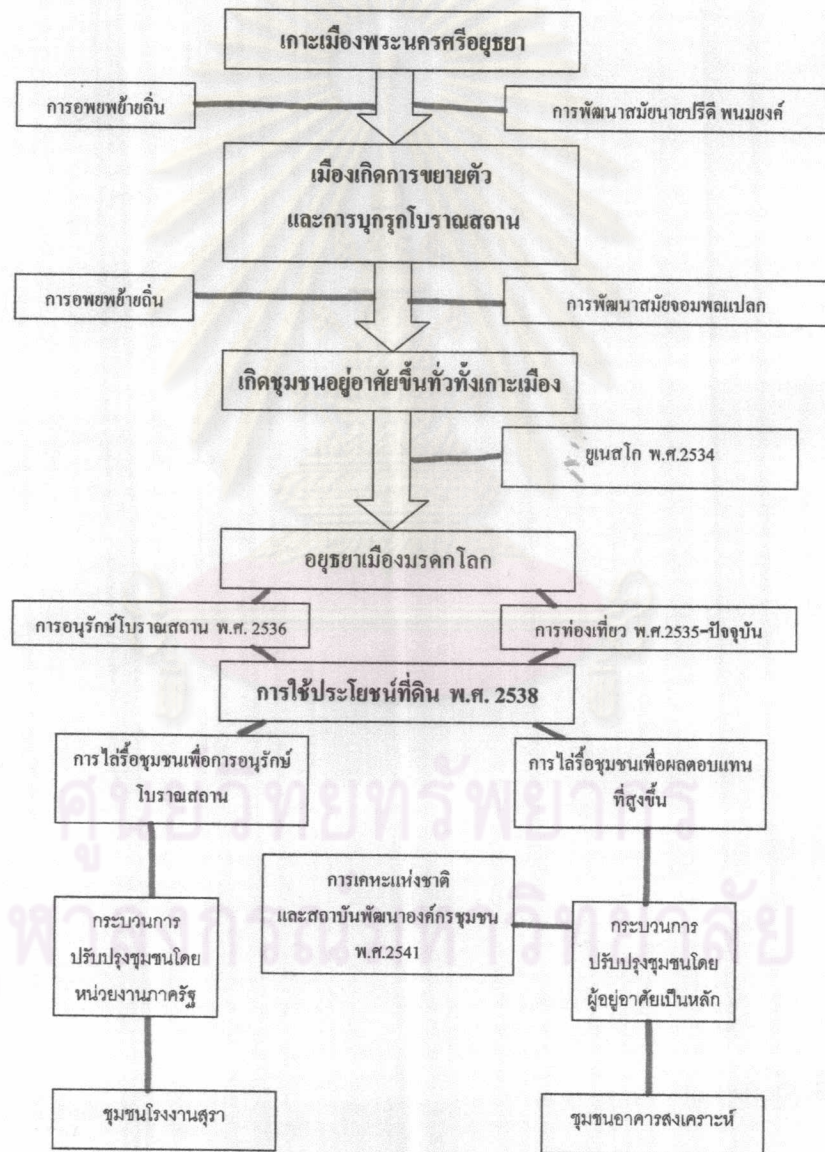 เกาะเมืองพระนครศรีอยุธยา
การอพยพย้ายถิ่น
การพัฒนาสมัยนายปรีดี พนมยงค์
เมืองเกิดการขยายตัว
และการบุกรุกโบราณสถาน
การอพยพย้ายถิ่น
การพัฒนาสมัยจอมพลแปลก
เกิดชุมชนอยู่อาศัยขึ้นทั่วทั้งเกาะเมือง
ยูเนสโก พ.ศ.2534
อยุธยาเมืองมรดกโลก
การอนุรักษ์โบราณสถาน พ.ศ. 2536
การท่องเที่ยว พ.ศ.2535-ปัจจุบัน
การใช้ประโยชน์ที่ดิน พ.ศ. 2538
การไล่รื้อชุมชนเพื่อการอนุรักษ์
โบราณสถาน
การไล่รื้อชุมชนเพื่อผลตอบแทน
ที่สูงขึ้น
ศูนย์วิทยทรัพยากร
การเคหะแห่งชาติ
และสถาบันพัฒนาองค์กรชุมชน
พ.ศ.2541
กระบวนการ
ปรับปรุงชุมชนโดย
หน่วยงานภาครัฐ
กระบวนการ
ปรับปรุงชุมชนโดย
ผู้อยู่อาศัยเป็นหลัก
ฬาลงกรณ์มหาวิทยาลัย
ชุมชนโรงงานสุรา
ชุมชนอาคารสงเคราะห์